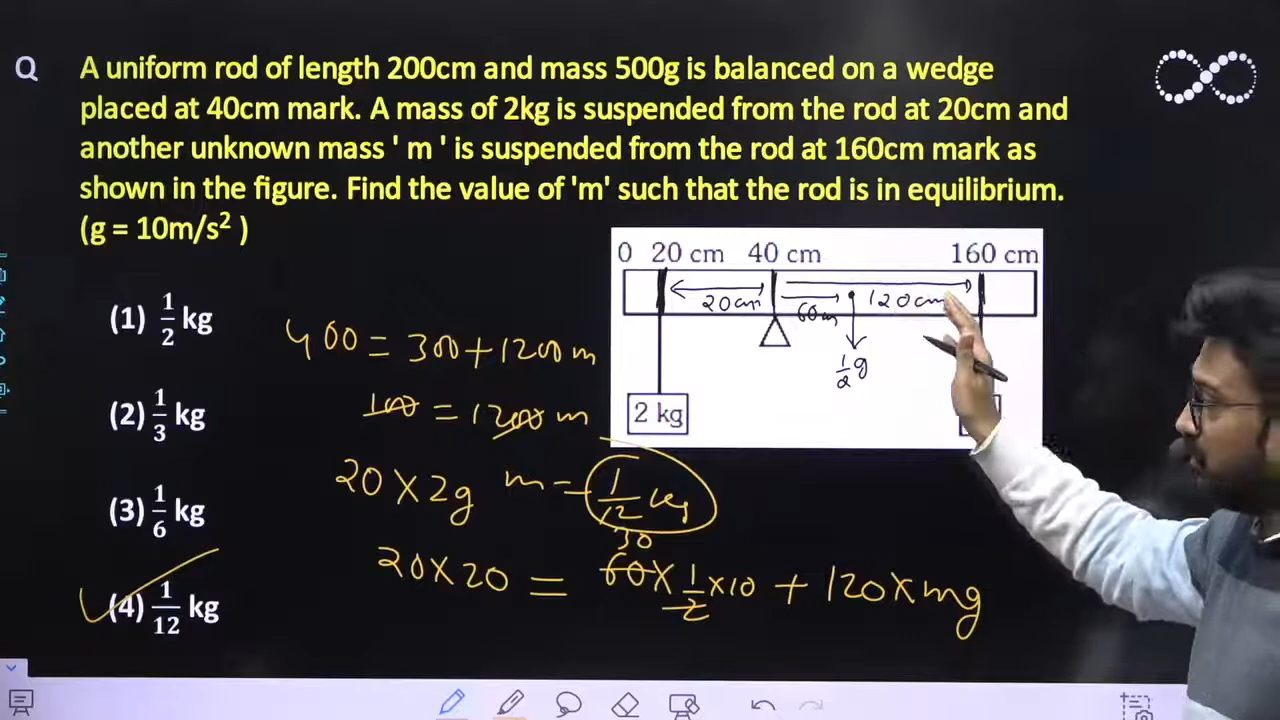 Q A uniform rod of length 200cm and mass 500g is balanced on a wedge
placed at 40cm mark. A mass of 2kg is suspended from the rod at 20cm and
another unknown mass ' m ' is suspended from the rod at 160cm mark as
shown in the figure. Find the value of 'm' such that the rod is in equilibrium.
(g = 10m/s² )
0 20 cm 40 cm 160 cm
20cm 60cm 120cm
1/2 g
2 kg
(1) 1/2 kg
(2) 1/3 kg
(3) 1/6 kg
(4) 1/12 kg
400 = 300 + 1200 m
100 = 1200 m
20 × 2g m = 1/12 kg
30
20 × 20 = 60 × 1/2 × 10 + 120 × mg